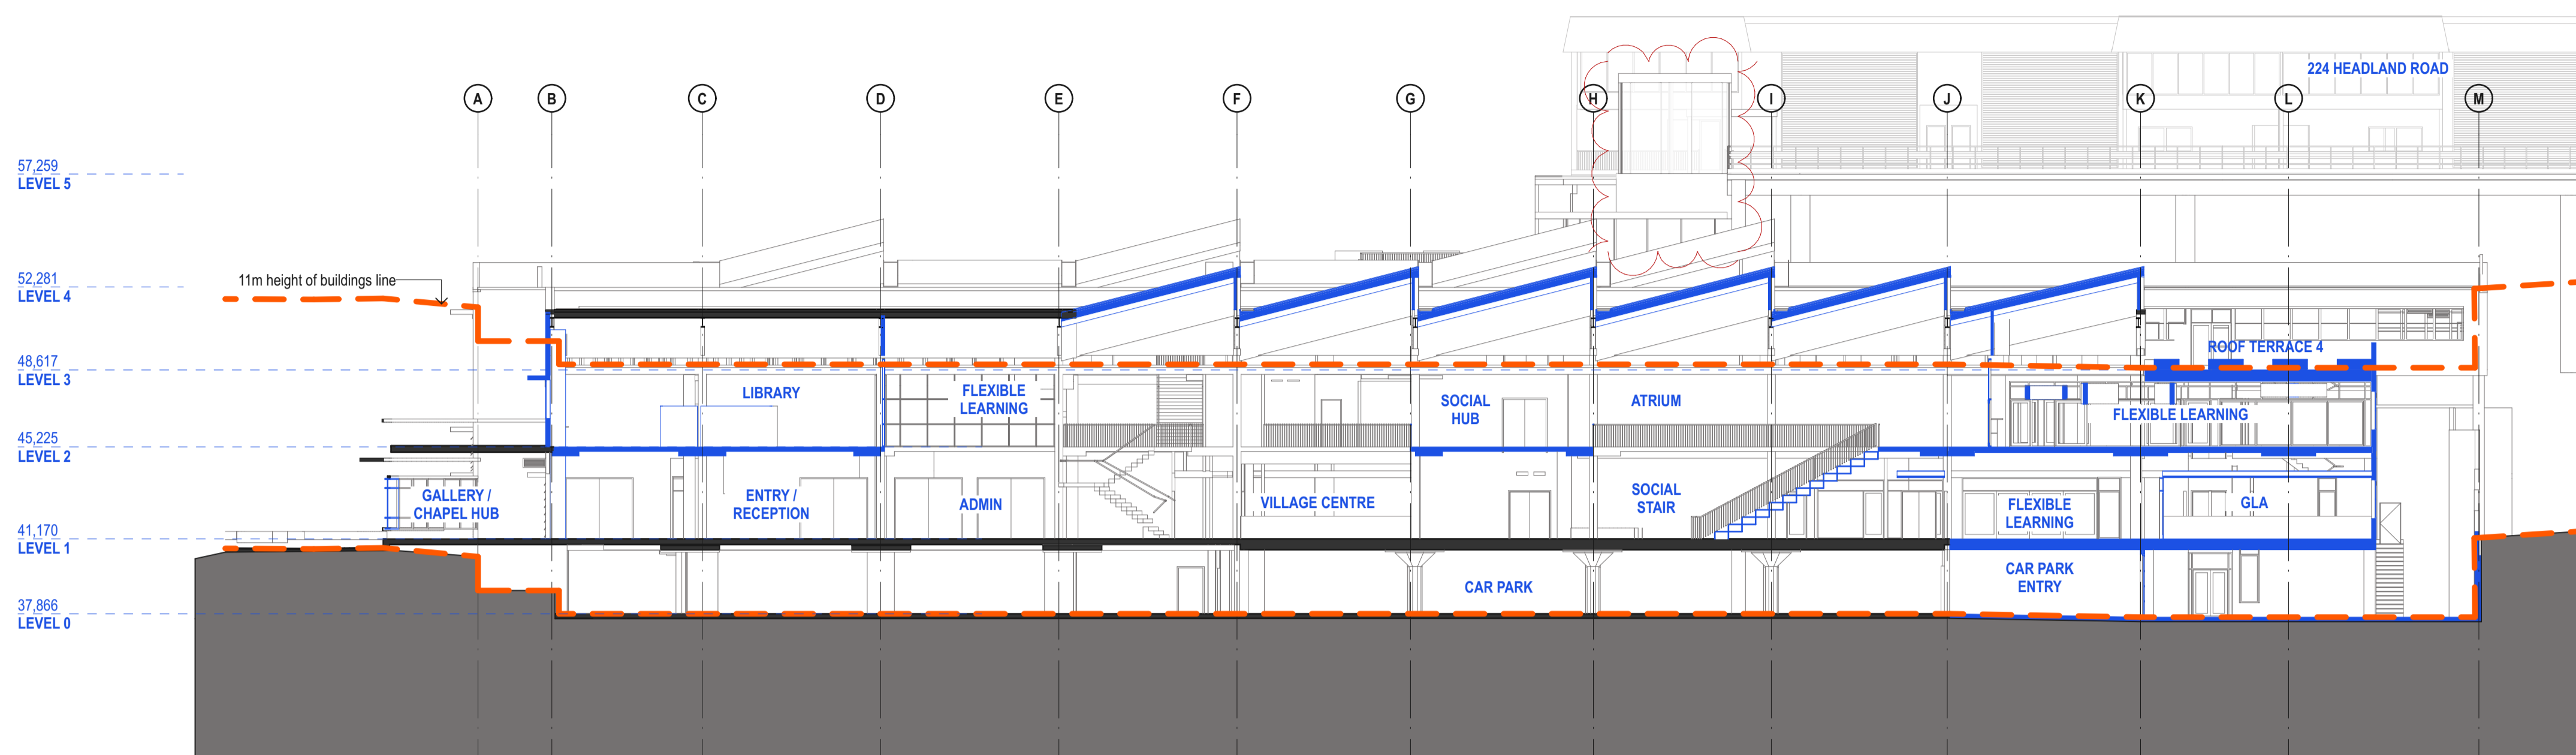 224 HEADLAND ROAD
A B C D E F G H I J K L M
57,259
LEVEL 5
11m height of buildings line
52,281
LEVEL 4
48,617
LEVEL 3
ROOF TERRACE 4
LIBRARY
FLEXIBLE
LEARNING
SOCIAL
HUB
ATRIUM
FLEXIBLE LEARNING
45,225
LEVEL 2
GALLERY /
CHAPEL HUB
ENTRY /
RECEPTION
ADMIN
VILLAGE CENTRE
SOCIAL
STAIR
FLEXIBLE
LEARNING
GLA
41,170
LEVEL 1
CAR PARK
CAR PARK
ENTRY
37,866
LEVEL 0